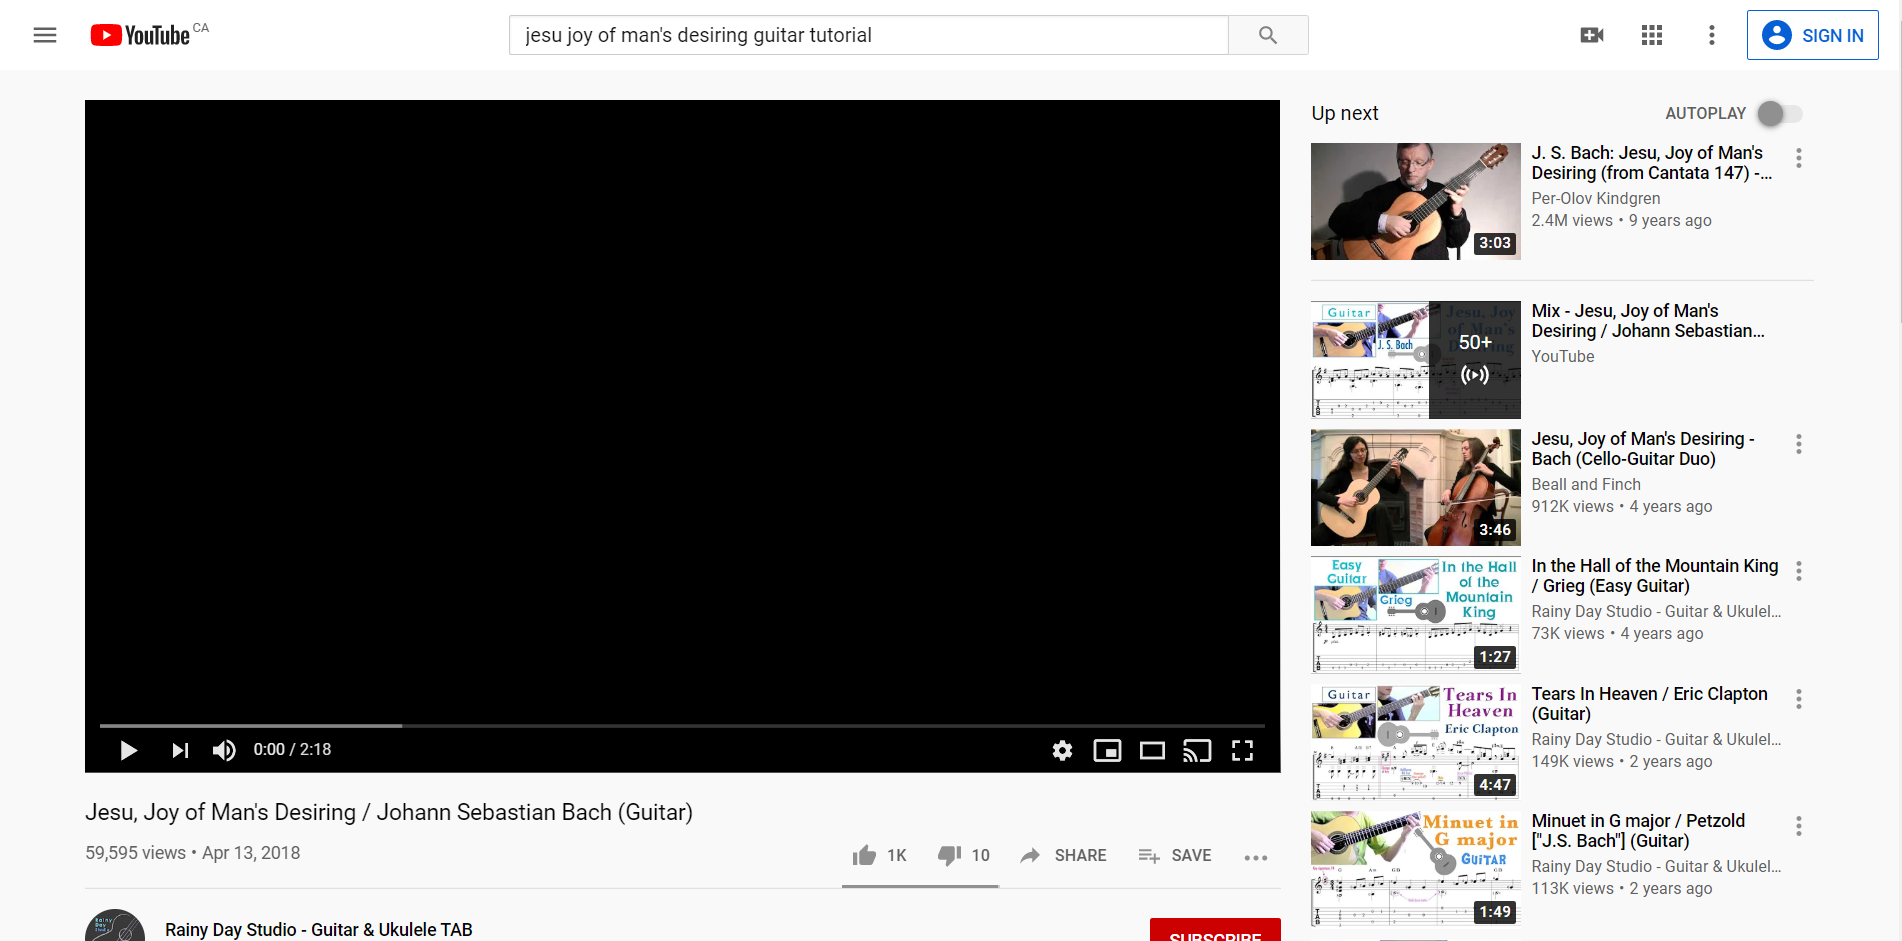 YouTube CA
jesu joy of man's desiring guitar tutorial
SIGN IN
0:00 / 2:18
Jesu, Joy of Man's Desiring / Johann Sebastian Bach (Guitar)
59,595 views • Apr 13, 2018
1K
10
SHARE
SAVE
Rainy Day Studio - Guitar & Ukulele TAB
SUBSCRIBE
Up next
AUTOPLAY
3:03
J. S. Bach: Jesu, Joy of Man's
Desiring (from Cantata 147) -...
Per-Olov Kindgren
2.4M views • 9 years ago
Guitar
J. S. Bach
50+
Mix - Jesu, Joy of Man's
Desiring / Johann Sebastian...
YouTube
3:46
Jesu, Joy of Man's Desiring -
Bach (Cello-Guitar Duo)
Beall and Finch
912K views • 4 years ago
Easy
Guitar
Grieg
In the Hall
of the
Mountain
King
1:27
In the Hall of the Mountain King
/ Grieg (Easy Guitar)
Rainy Day Studio - Guitar & Ukulel...
73K views • 4 years ago
Guitar
Tears In
Heaven
Eric Clapton
4:47
Tears In Heaven / Eric Clapton
(Guitar)
Rainy Day Studio - Guitar & Ukulel...
149K views • 2 years ago
Minuet in
G major
GUITAR
1:49
Minuet in G major / Petzold
["J.S. Bach"] (Guitar)
Rainy Day Studio - Guitar & Ukulel...
113K views • 2 years ago